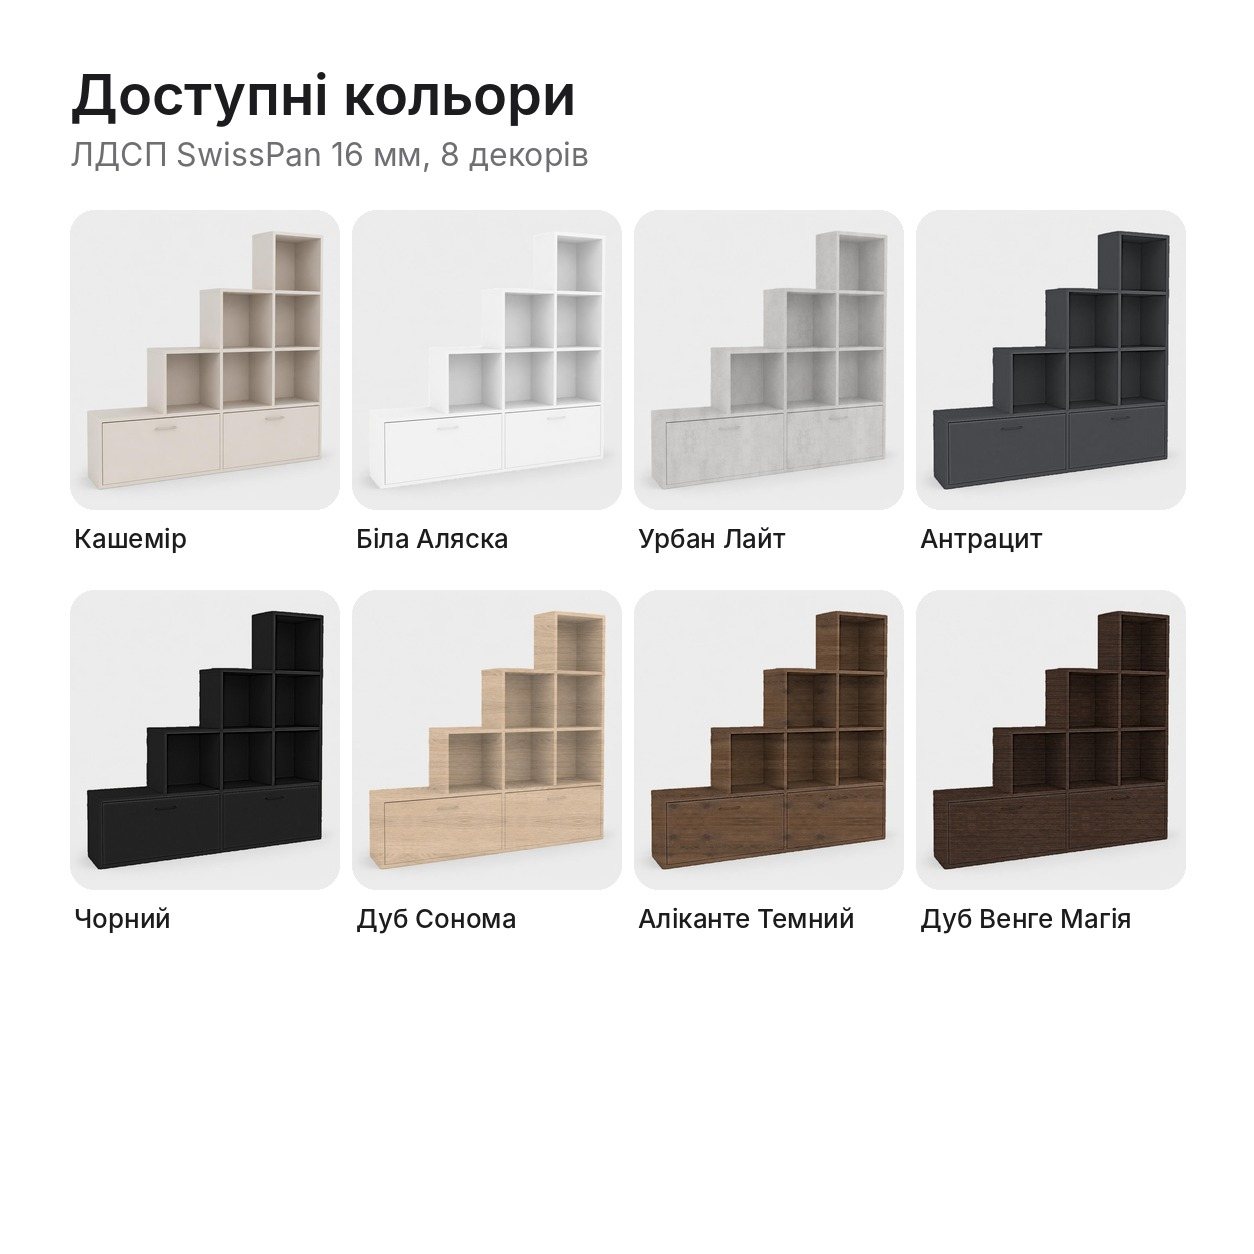 Доступні кольори
ЛДСП SwissPan 16 мм, 8 декорів
Кашемір
Біла Аляска
Урбан Лайт
Антрацит
Чорний
Дуб Сонома
Аліканте Темний
Дуб Венге Магія